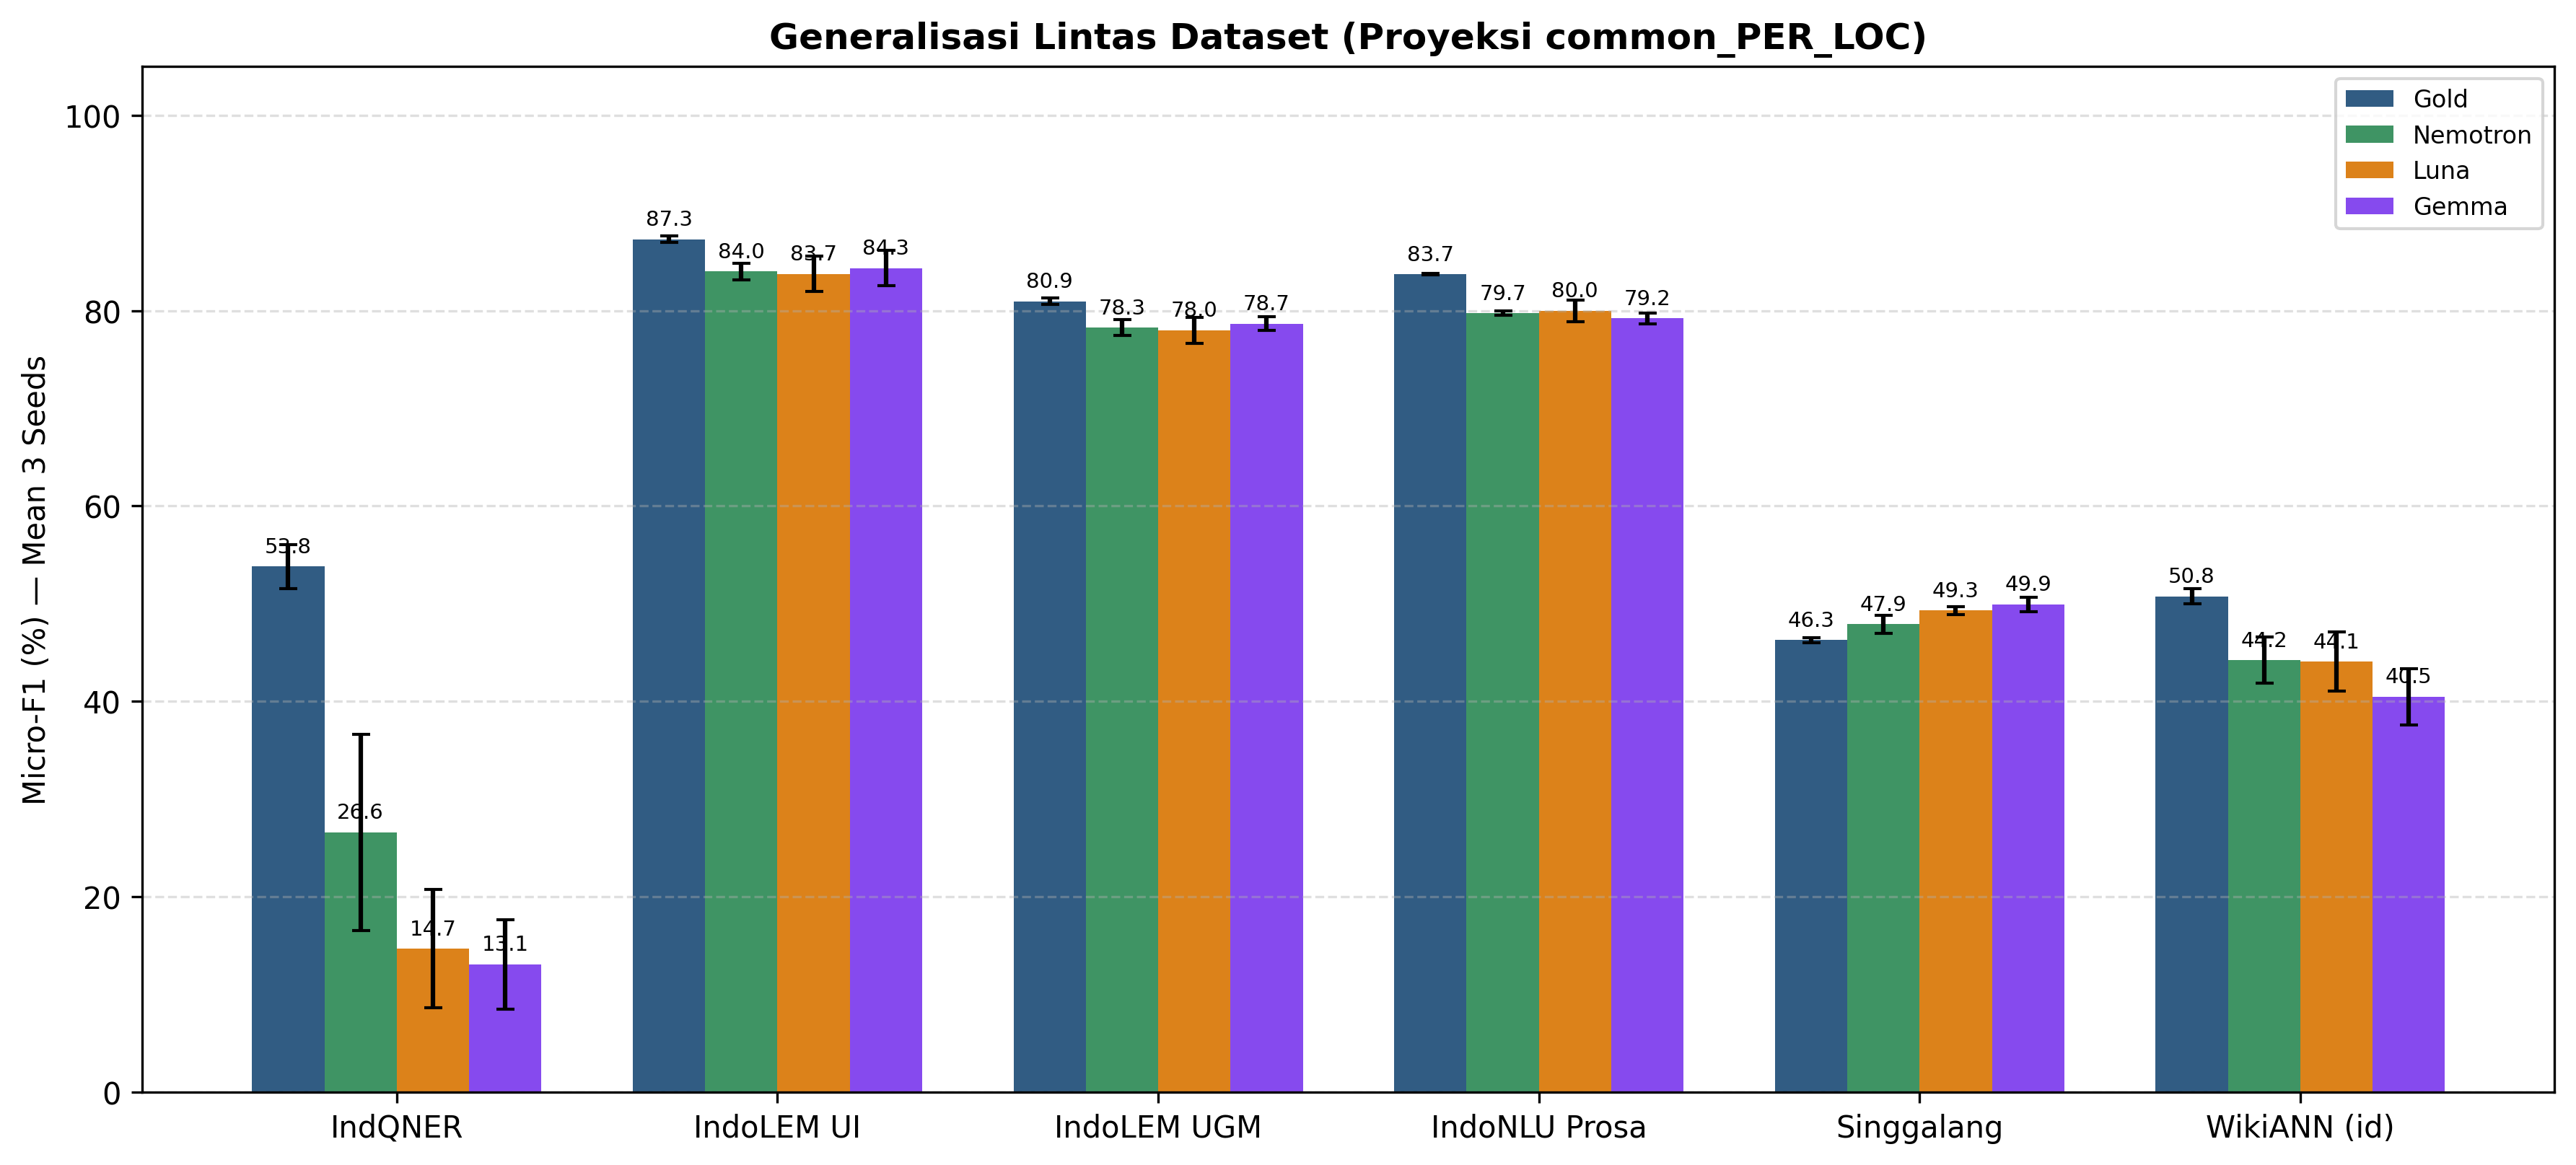 Generalisasi Lintas Dataset (Proyeksi common_PER_LOC)
Micro-F1 (%) — Mean 3 Seeds
100
80
60
40
20
0
Gold
Nemotron
Luna
Gemma
53.8
26.6
14.7
13.1
87.3
84.0
83.7
84.3
80.9
78.3
78.0
78.7
83.7
79.7
80.0
79.2
46.3
47.9
49.3
49.9
50.8
44.2
44.1
40.5
IndQNER
IndoLEM UI
IndoLEM UGM
IndoNLU Prosa
Singgalang
WikiANN (id)